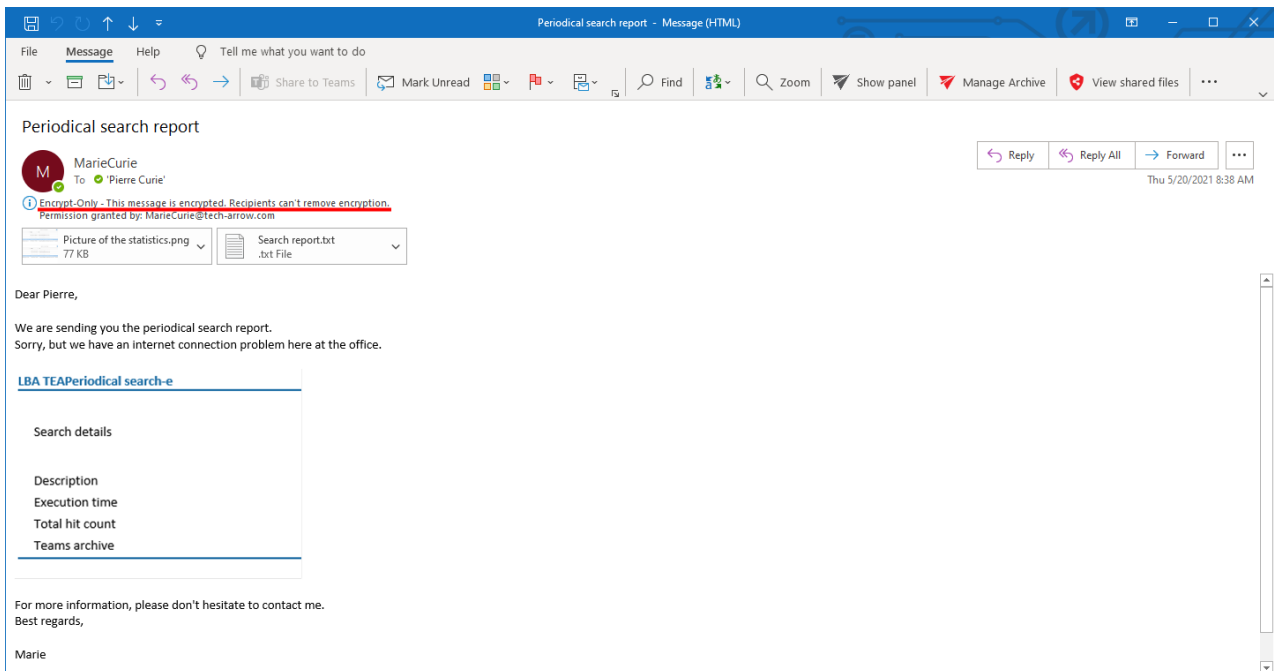 Periodical search report - Message (HTML)
File Message Help Tell me what you want to do
Share to Teams Mark Unread Find Zoom Show panel Manage Archive View shared files
Periodical search report
M
MarieCurie
To 'Pierre Curie'
Reply Reply All Forward
Thu 5/20/2021 8:38 AM
Encrypt-Only - This message is encrypted. Recipients can't remove encryption.
Permission granted by: MarieCurie@tech-arrow.com
Picture of the statistics.png
77 KB
Search report.txt
.txt File
Dear Pierre,
We are sending you the periodical search report.
Sorry, but we have an internet connection problem here at the office.
LBA TEAPeriodical search-e
Search details
Description
Execution time
Total hit count
Teams archive
For more information, please don't hesitate to contact me.
Best regards,
Marie